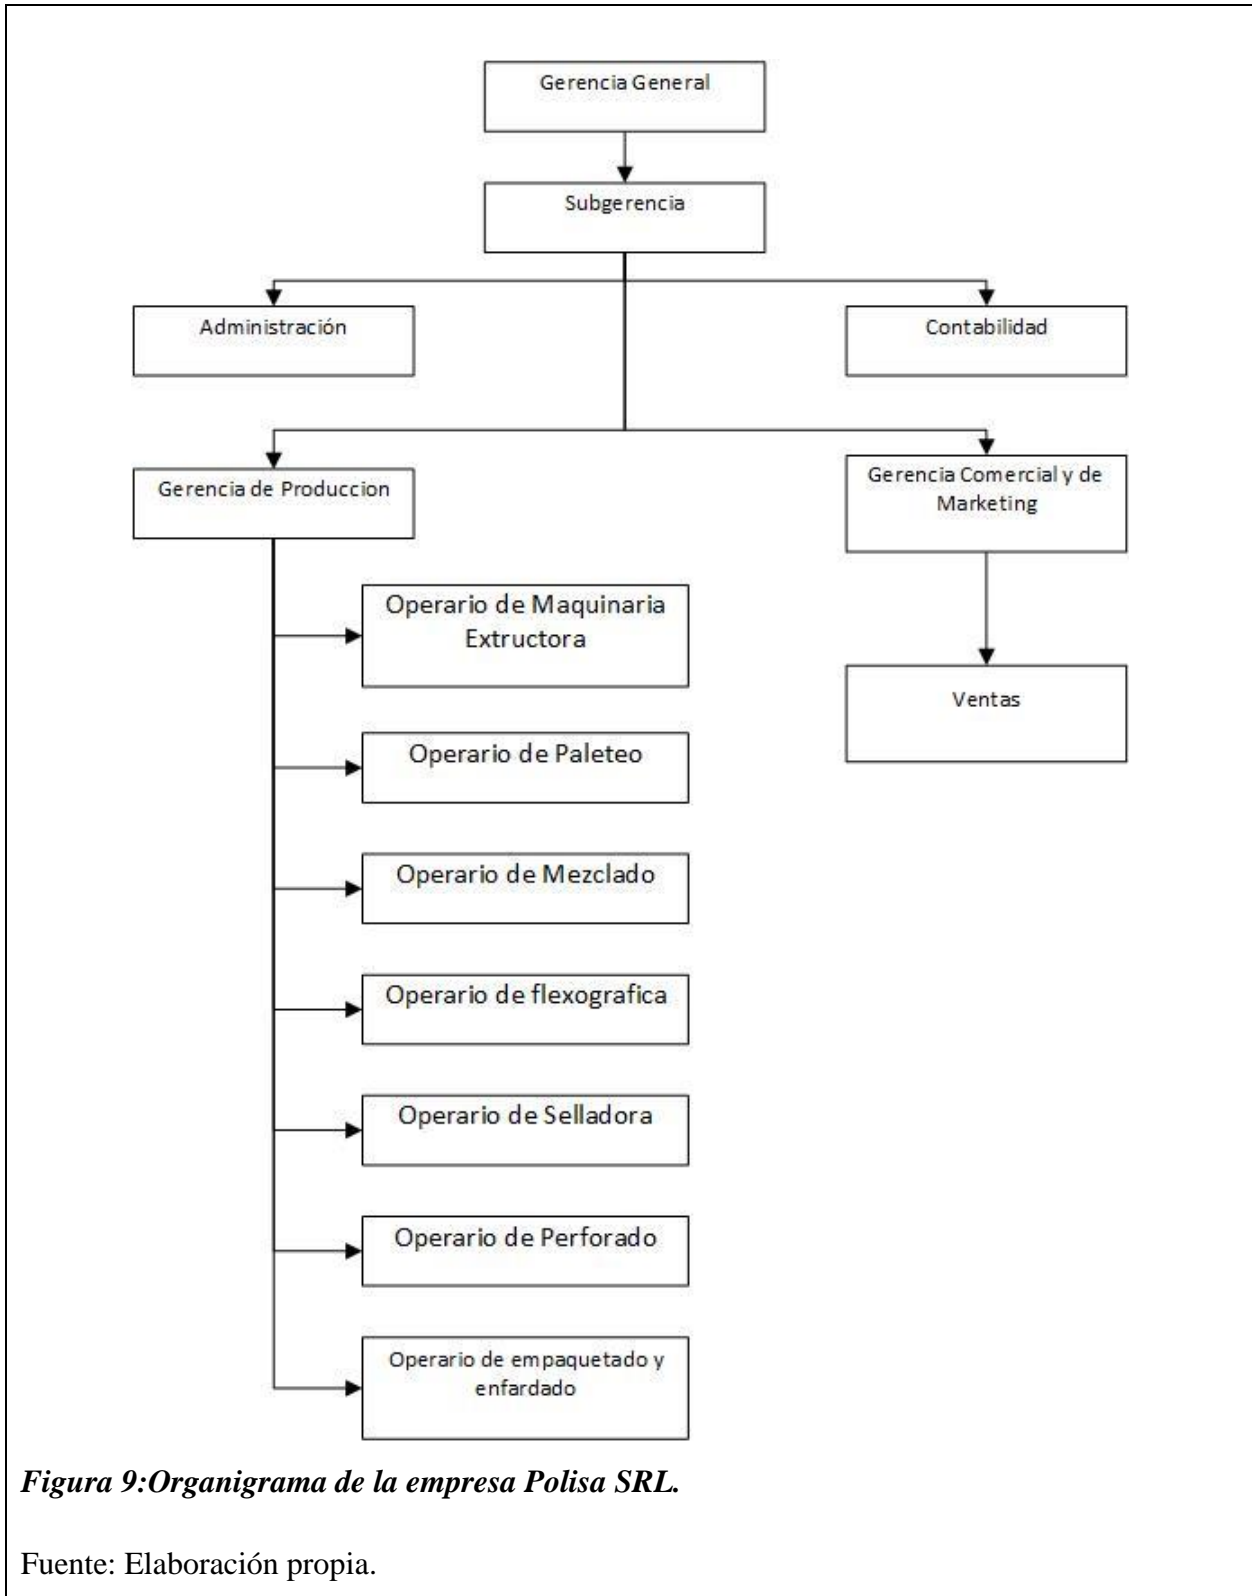 Gerencia General
Subgerencia
Administración
Contabilidad
Gerencia de Produccion
Gerencia Comercial y de
Marketing
Operario de Maquinaria
Extructora
Ventas
Operario de Paleteo
Operario de Mezclado
Operario de flexografica
Operario de Selladora
Operario de Perforado
Operario de empaquetado y
enfardado
Figura 9:Organigrama de la empresa Polisa SRL.
Fuente: Elaboración propia.